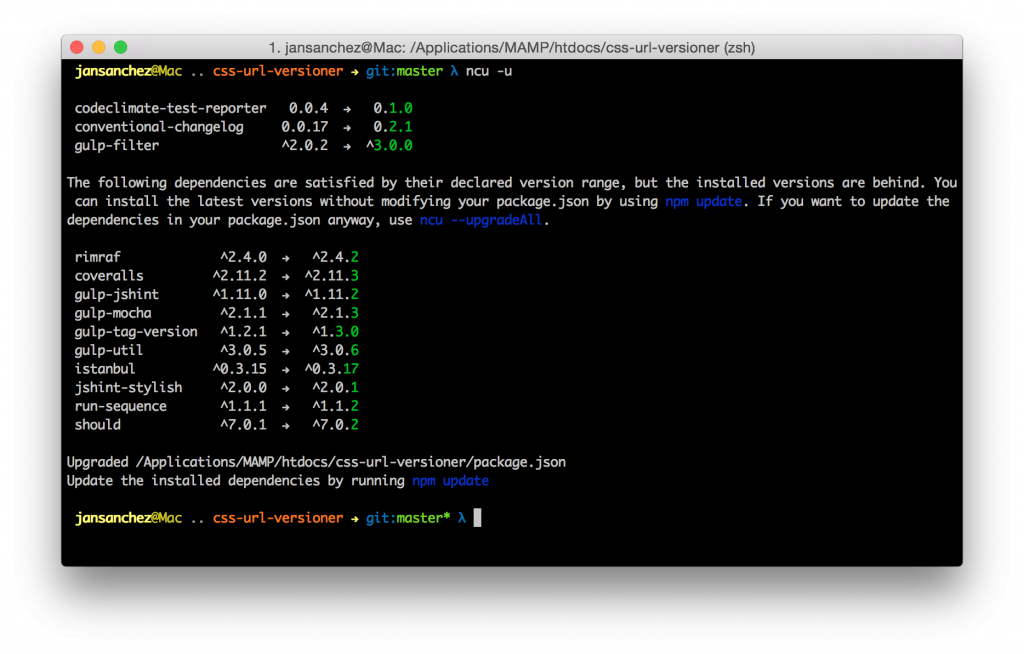 1. jansanchez@Mac: /Applications/MAMP/htdocs/css-url-versioner (zsh)
jansanchez@Mac .. css-url-versioner → git:master λ ncu -u
codeclimate-test-reporter 0.0.4 → 0.1.0
conventional-changelog 0.0.17 → 0.2.1
gulp-filter ^2.0.2 → ^3.0.0
The following dependencies are satisfied by their declared version range, but the installed versions are behind. You
can install the latest versions without modifying your package.json by using npm update. If you want to update the
dependencies in your package.json anyway, use ncu --upgradeAll.
rimraf ^2.4.0 → ^2.4.2
coveralls ^2.11.2 → ^2.11.3
gulp-jshint ^1.11.0 → ^1.11.2
gulp-mocha ^2.1.1 → ^2.1.3
gulp-tag-version ^1.2.1 → ^1.3.0
gulp-util ^3.0.5 → ^3.0.6
istanbul ^0.3.15 → ^0.3.17
jshint-stylish ^2.0.0 → ^2.0.1
run-sequence ^1.1.1 → ^1.1.2
should ^7.0.1 → ^7.0.2
Upgraded /Applications/MAMP/htdocs/css-url-versioner/package.json
Update the installed dependencies by running npm update
jansanchez@Mac .. css-url-versioner → git:master* λ